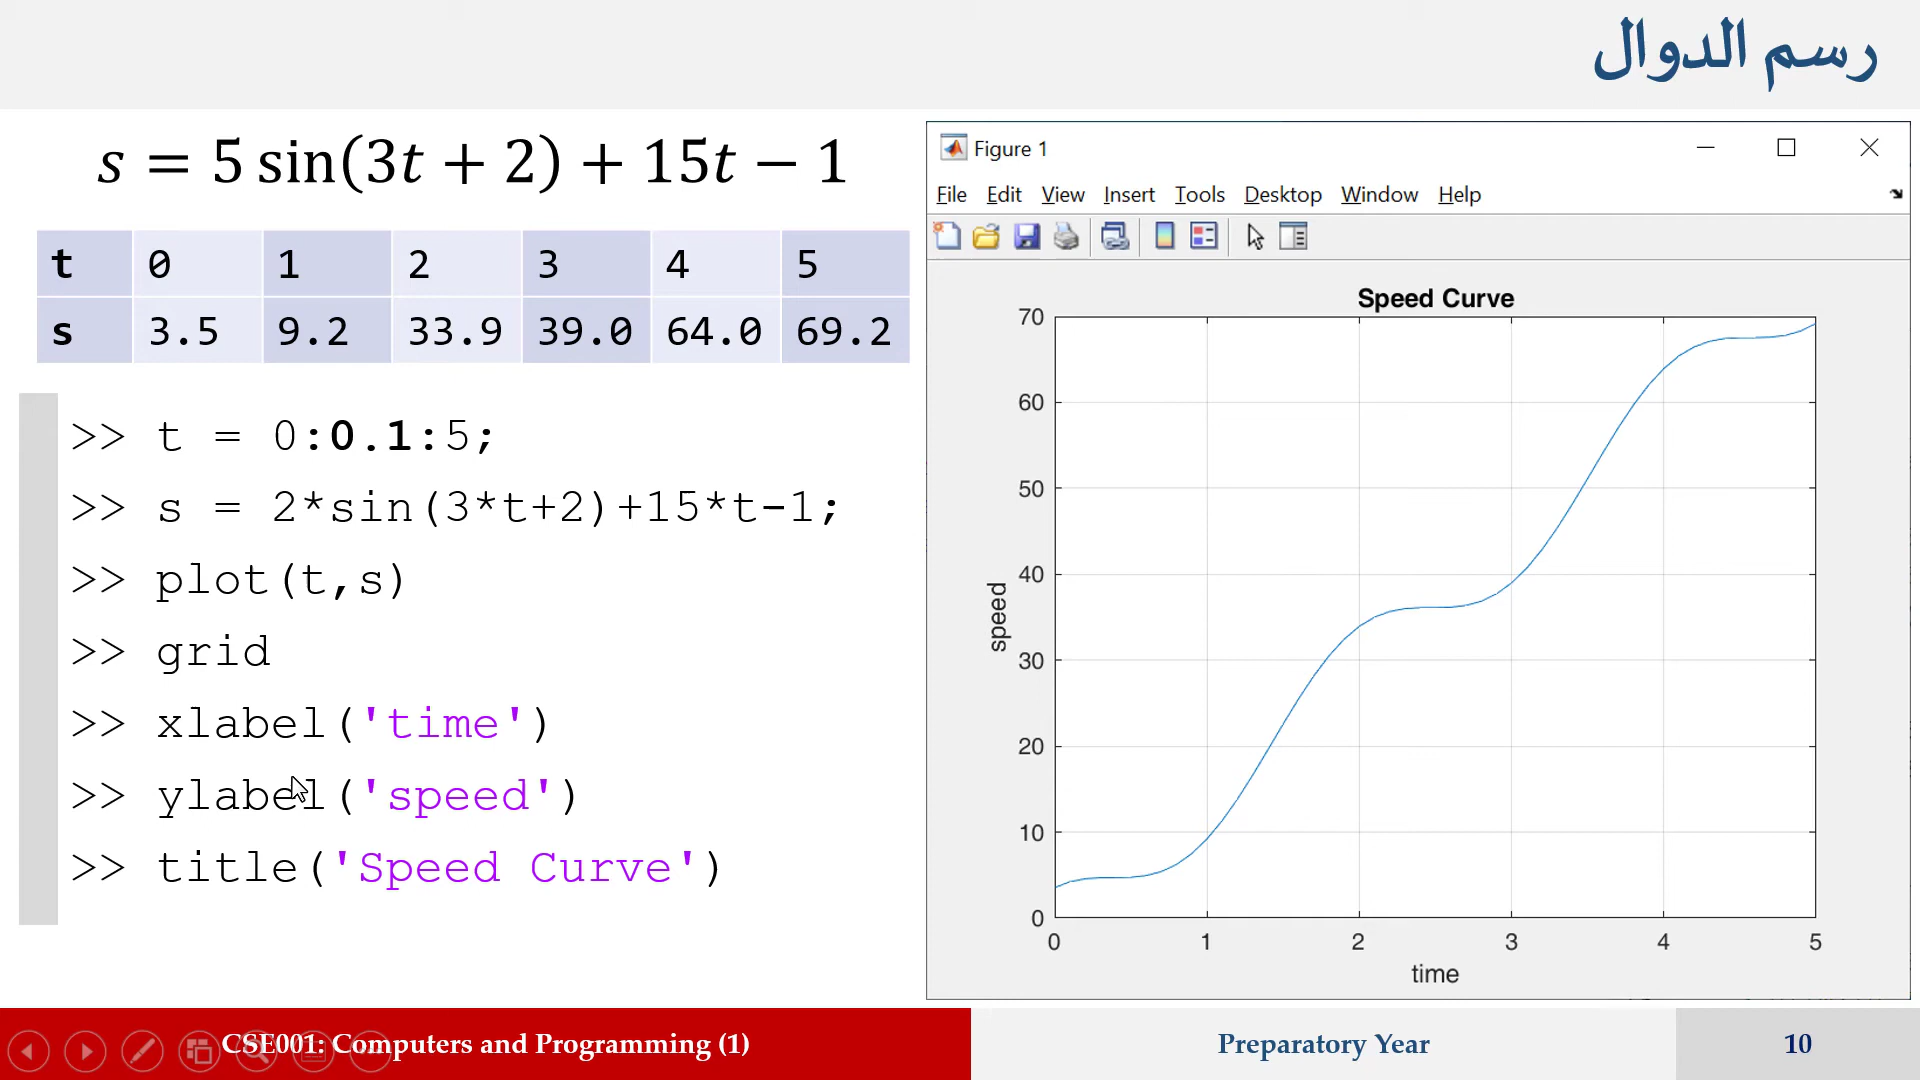 رسم الدوال
s = 5 sin(3t + 2) + 15t − 1
t 0 1 2 3 4 5
s 3.5 9.2 33.9 39.0 64.0 69.2
>> t = 0:0.1:5;
>> s = 2*sin(3*t+2)+15*t-1;
>> plot(t,s)
>> grid
>> xlabel('time')
>> ylabel('speed')
>> title('Speed Curve')
Figure 1
File Edit View Insert Tools Desktop Window Help
Speed Curve
70
60
50
40
30
20
10
0
speed
0 1 2 3 4 5
time
CSE001: Computers and Programming (1)
Preparatory Year
10